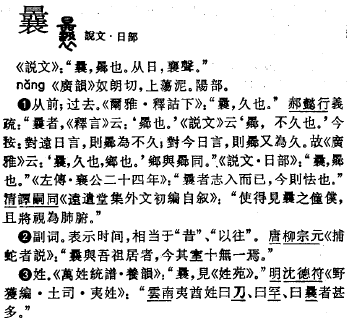 曩 說文·日部
《説文》：“曩，曏也。从日，襄聲。”
nǎng 《廣韻》奴朗切，上蕩泥。陽部。
❶从前；过去。《爾雅·釋詁下》：“曩，久也。”郝懿行義
疏：“曩者，《釋言》云：‘曏也。’《説文》云‘曏，不久也。’今
按：對遠日言，則曏為不久；對今日言，則曏又為久。故《廣
雅》云：‘曩，久也，鄉也。’鄉與曏同。”《説文·日部》：“曩，曏
也。”《左傳·襄公二十四年》：“曩者志入而已，今則怯也。”
清譚嗣同《遠遺堂集外文初編自叙》：“使得見曩之僮僕，
且將視為肺腑。”
❷副词。表示时间，相当于“昔”、“以往”。唐柳宗元《捕
蛇者説》：“曩與吾祖居者，今其室十無一焉。”
❸姓。《萬姓統譜·養韻》：“曩，見《姓苑》。”明沈德符《野
獲編·土司·夷姓》：“雲南夷酋姓曰刀、曰罕、曰曩者甚
多。”